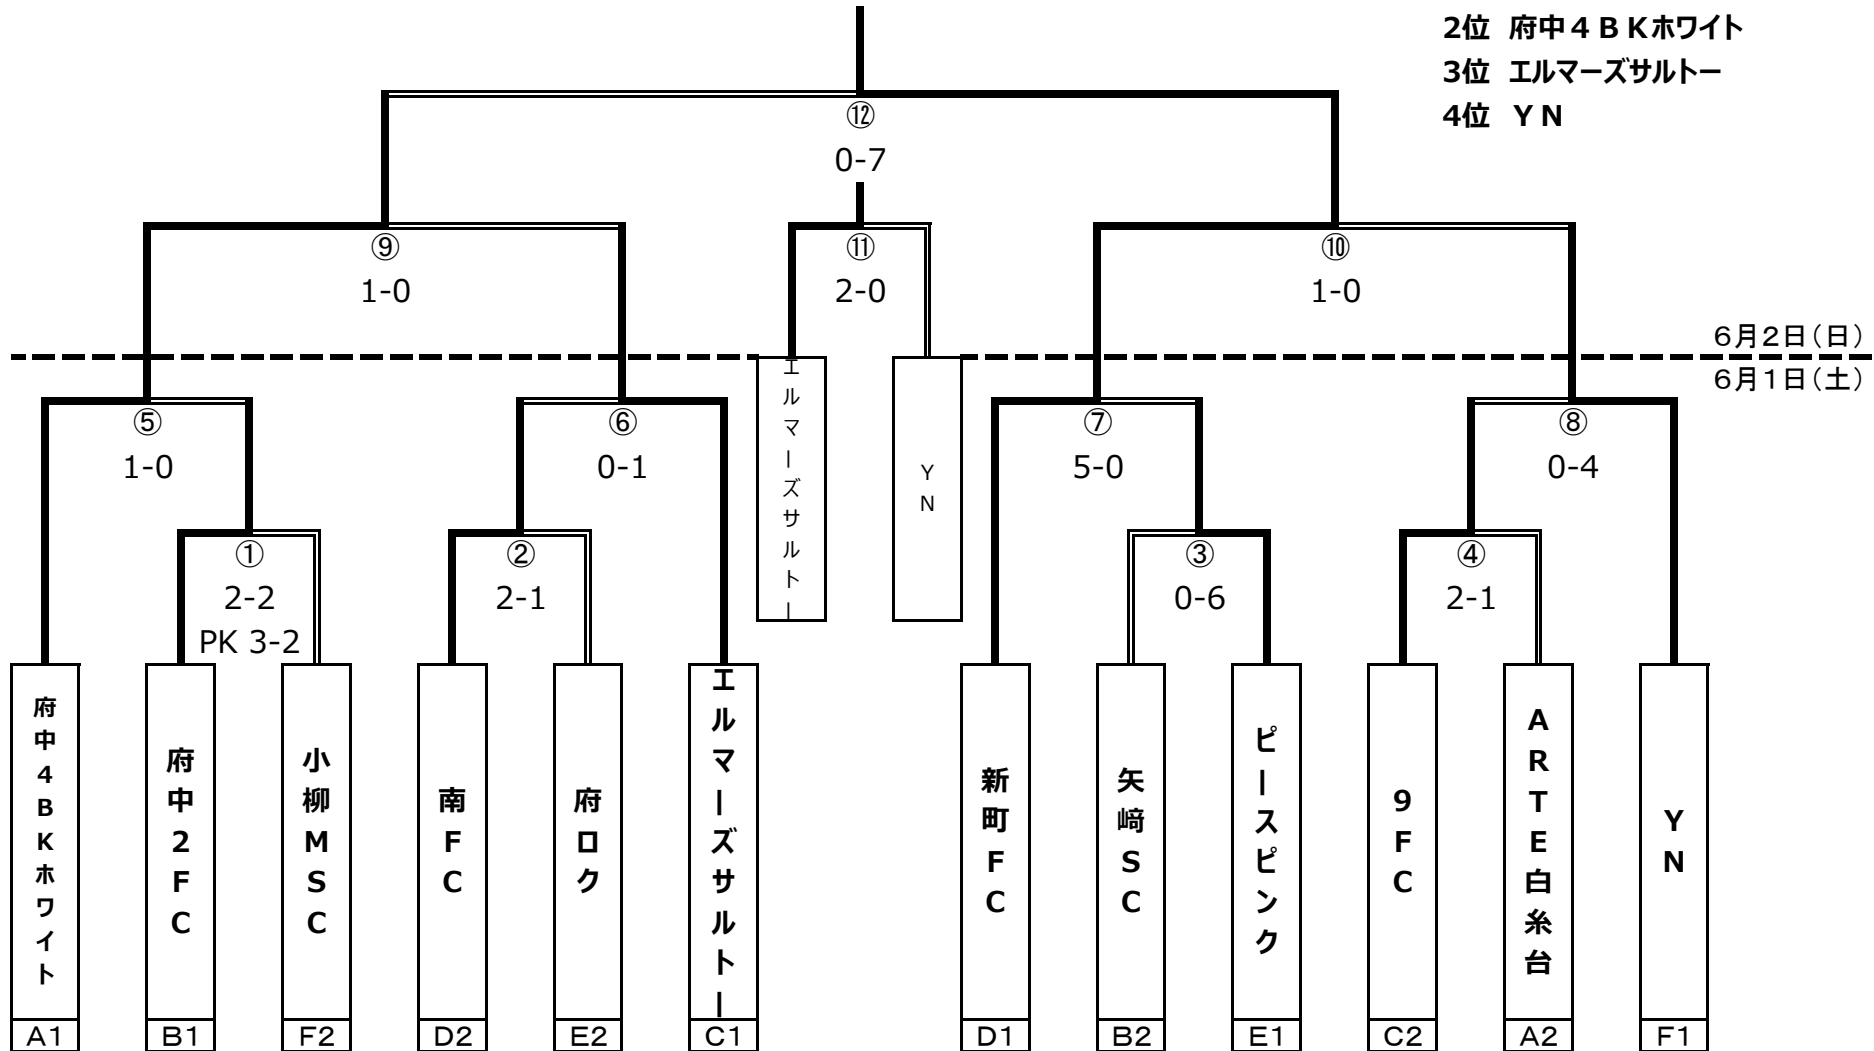 2位 府中４ＢＫホワイト
3位 エルマーズサルトー
4位 ＹＮ
⑫
0-7
⑨
1-0
⑪
2-0
⑩
1-0
６月２日（日）
６月１日（土）
⑤
1-0
⑥
0-1
エルマーズサルトー
ＹＮ
⑦
5-0
⑧
0-4
①
2-2
PK 3-2
②
2-1
③
0-6
④
2-1
府中４ＢＫホワイト
府中２ＦＣ
小柳ＭＳＣ
南ＦＣ
府ロク
エルマーズサルトー
新町ＦＣ
矢﨑ＳＣ
ピースピンク
９ＦＣ
ＡＲＴＥ白糸台
ＹＮ
A1
B1
F2
D2
E2
C1
D1
B2
E1
C2
A2
F1